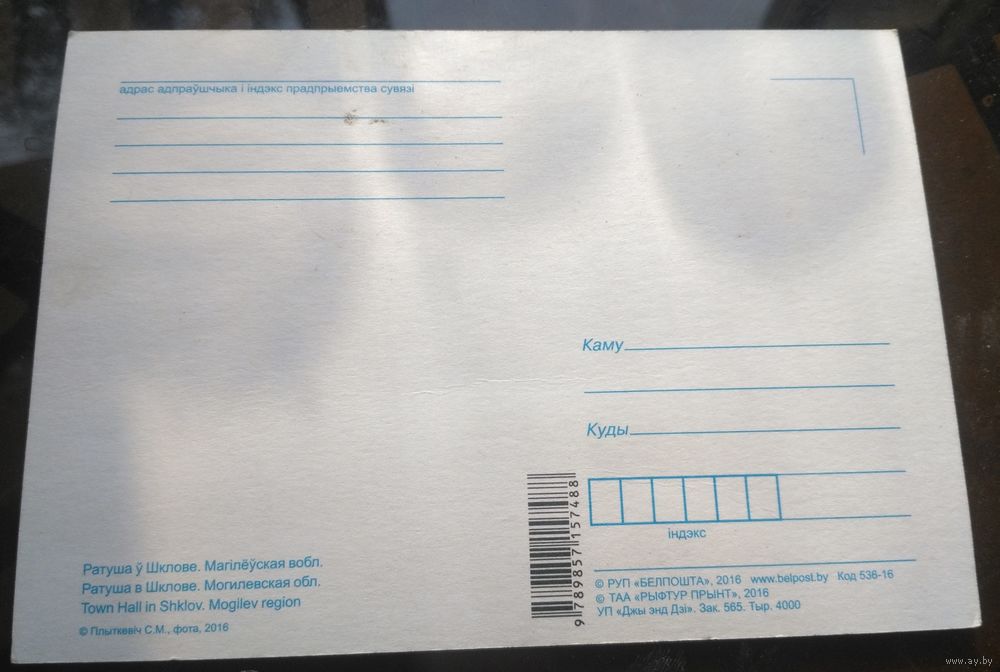 адрас адпраўшчыка і індэкс прадпрыемства сувязі
Каму
Куды
9 789857 157488
індэкс
Ратуша ў Шклове. Магілёўская вобл.
Ратуша в Шклове. Могилевская обл.
Town Hall in Shklov. Mogilev region
© Плыткевіч С.М., фота, 2016
© РУП «БЕЛПОШТА», 2016 www.belpost.by Код 536-16
© ТАА «РЫФТУР ПРЫНТ», 2016
УП «Джы энд Дзі». Зак. 565. Тыр. 4000
www.ay.by